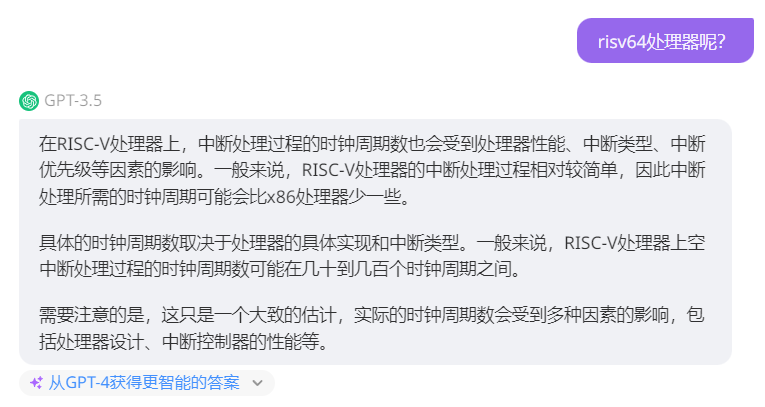 risv64处理器呢？
GPT-3.5
在RISC-V处理器上，中断处理过程的时钟周期数也会受到处理器性能、中断类型、中断
优先级等因素的影响。一般来说，RISC-V处理器的中断处理过程相对较简单，因此中断
处理所需的时钟周期可能会比x86处理器少一些。
具体的时钟周期数取决于处理器的具体实现和中断类型。一般来说，RISC-V处理器上空
中断处理过程的时钟周期数可能在几十到几百个时钟周期之间。
需要注意的是，这只是一个大致的估计，实际的时钟周期数会受到多种因素的影响，包
括处理器设计、中断控制器的性能等。
从GPT-4获得更智能的答案